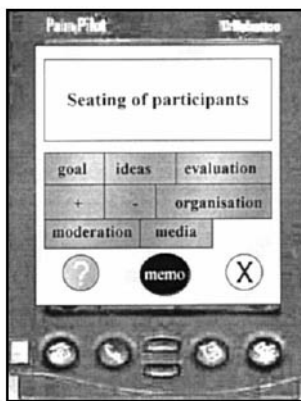 PalmPilot
Seating of participants
goal ideas evaluation
+ - organisation
moderation media
? memo X